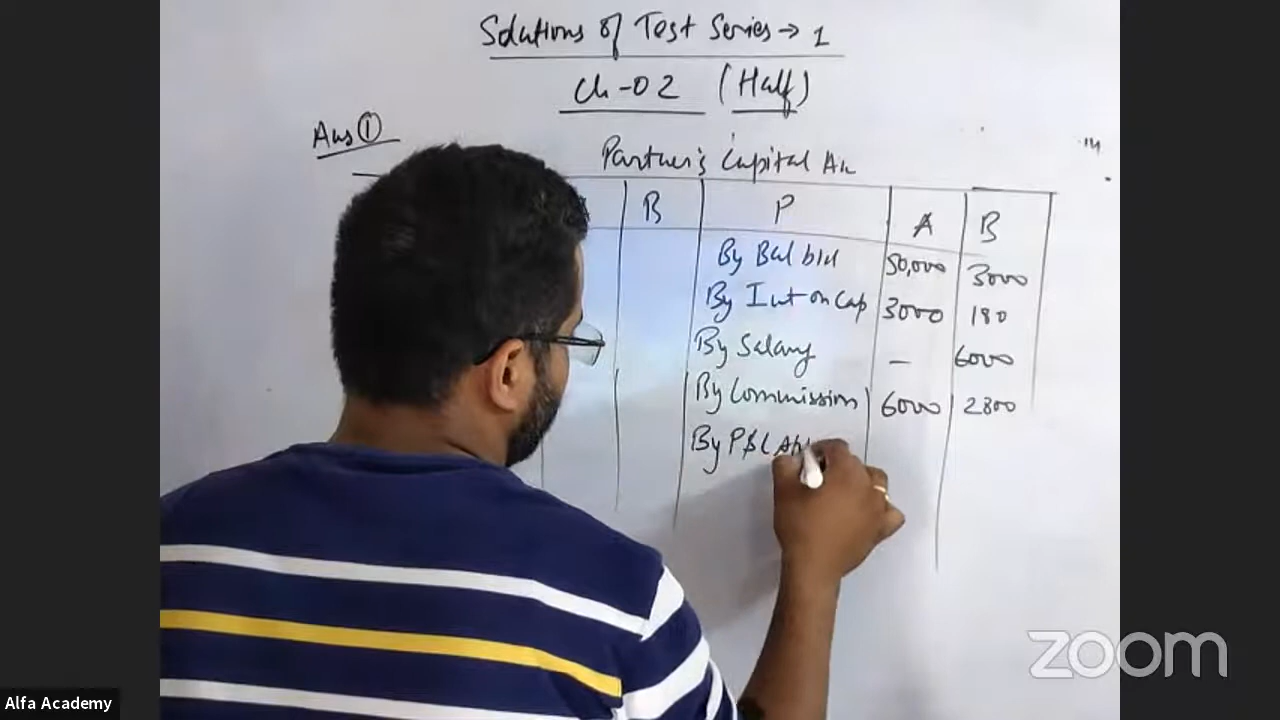 Solutions of Test Series → 1
Ch-02 (Half)
Ans ①
Partner's Capital A/c
B P A B
By Bal b/d 50,000 3000
By Int on Cap 3000 180
By Salary — 6000
By Commission 6000 2800
By P&L
zoom
Alfa Academy